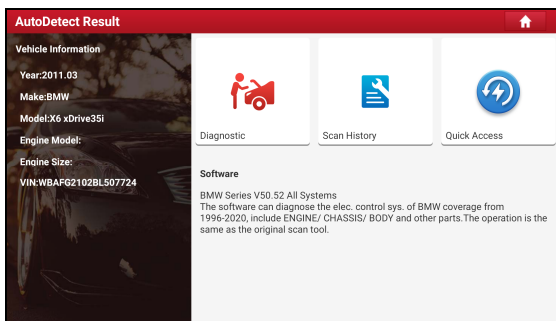 AutoDetect Result
Vehicle Information
Year:2011.03
Make:BMW
Model:X6 xDrive35i
Engine Model:
Engine Size:
VIN:WBAFG2102BL507724
Diagnostic
Scan History
Quick Access
Software
BMW Series V50.52 All Systems
The software can diagnose the elec. control sys. of BMW coverage from
1996-2020, include ENGINE/ CHASSIS/ BODY and other parts.The operation is the
same as the original scan tool.